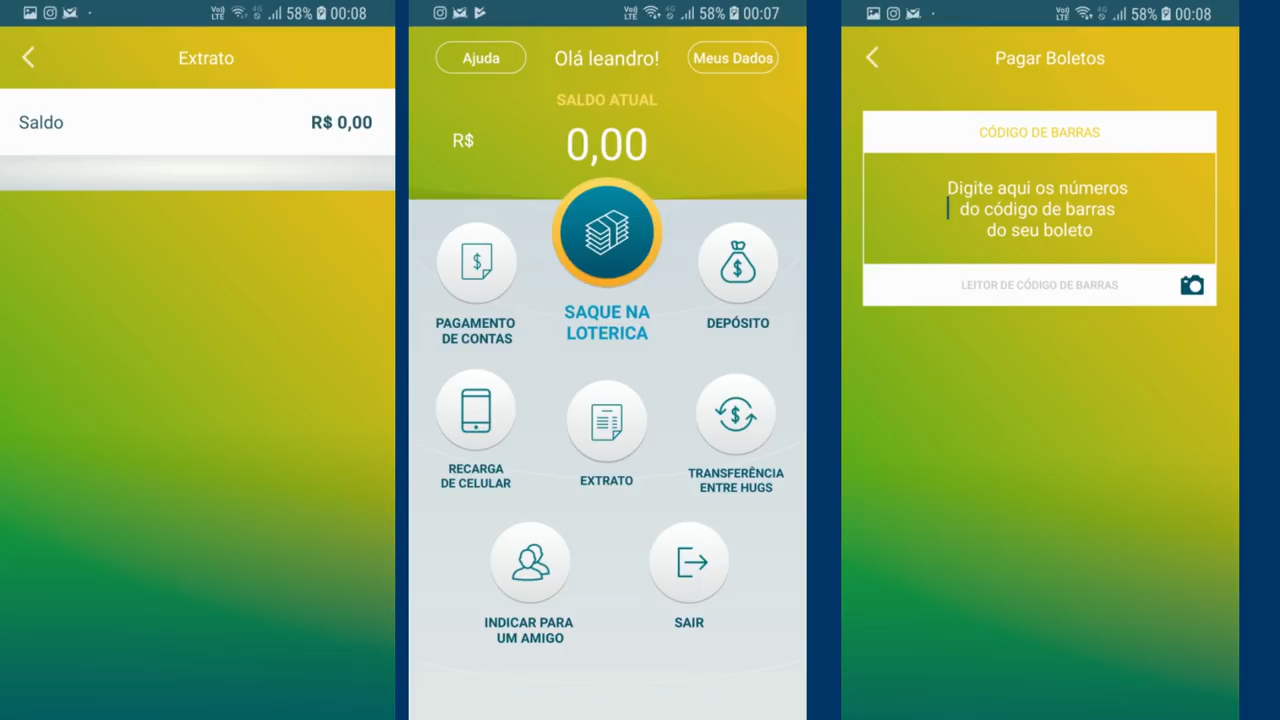 58% 00:08
Extrato
Saldo
R$ 0,00
VoD LTE 4G 58% 00:07
Ajuda
Olá leandro!
Meus Dados
SALDO ATUAL
R$
0,00
PAGAMENTO
DE CONTAS
SAQUE NA
LOTERICA
DEPÓSITO
RECARGA
DE CELULAR
EXTRATO
TRANSFERÊNCIA
ENTRE HUGS
INDICAR PARA
UM AMIGO
SAIR
58% 00:08
Pagar Boletos
CÓDIGO DE BARRAS
Digite aqui os números
do código de barras
do seu boleto
LEITOR DE CÓDIGO DE BARRAS